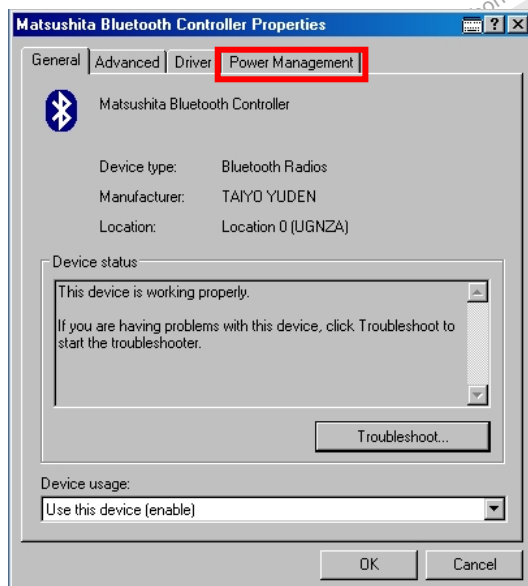 Matsushita Bluetooth Controller Properties
General Advanced Driver Power Management
Matsushita Bluetooth Controller
Device type: Bluetooth Radios
Manufacturer: TAIYO YUDEN
Location: Location 0 (UGNZA)
Device status
This device is working properly.
If you are having problems with this device, click Troubleshoot to
start the troubleshooter.
Troubleshoot...
Device usage:
Use this device (enable)
OK Cancel